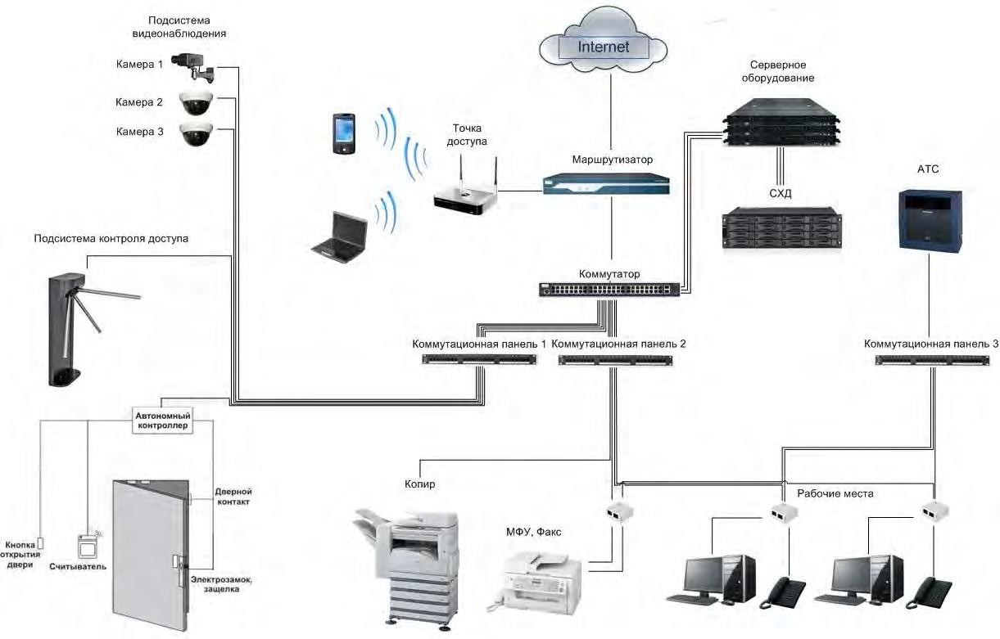 Подсистема
видеонаблюдения
Камера 1
Камера 2
Камера 3
Internet
Серверное
оборудование
Точка
доступа
Маршрутизатор
АТС
СХД
Подсистема контроля доступа
Коммутатор
Коммутационная панель 1
Коммутационная панель 2
Коммутационная панель 3
Автономный
контроллер
Дверной
контакт
Кнопка
открытия
двери
Считыватель
Электрозамок,
защелка
Копир
МФУ, Факс
Рабочие места